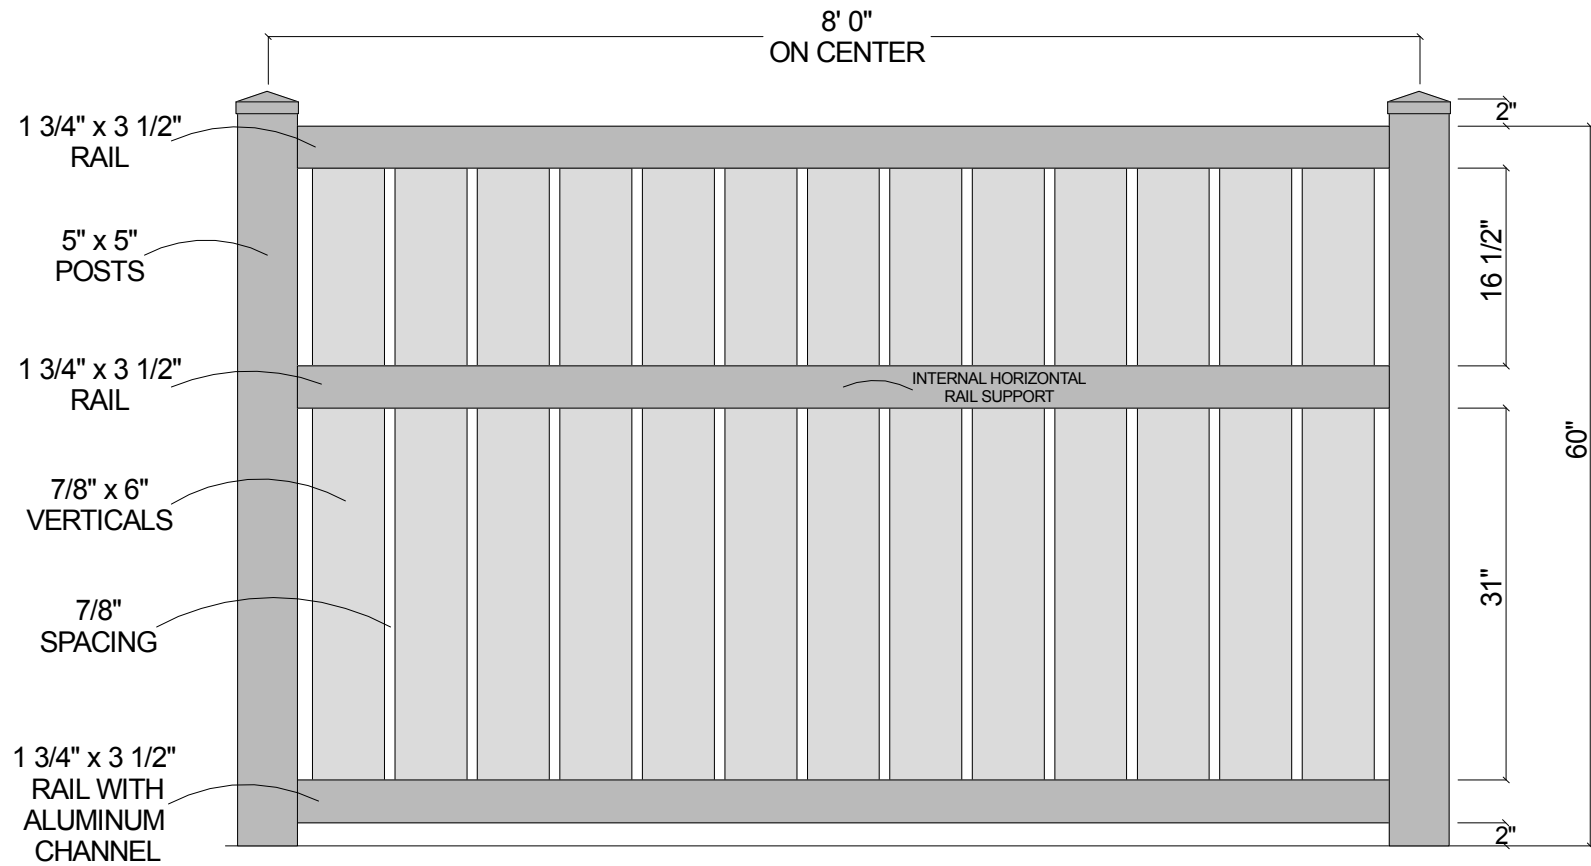 8' 0"
ON CENTER
2"
1 3/4" x 3 1/2"
RAIL
5" x 5"
POSTS
16 1/2"
1 3/4" x 3 1/2"
RAIL
INTERNAL HORIZONTAL
RAIL SUPPORT
60"
7/8" x 6"
VERTICALS
31"
7/8"
SPACING
1 3/4" x 3 1/2"
RAIL WITH
ALUMINUM
CHANNEL
2"